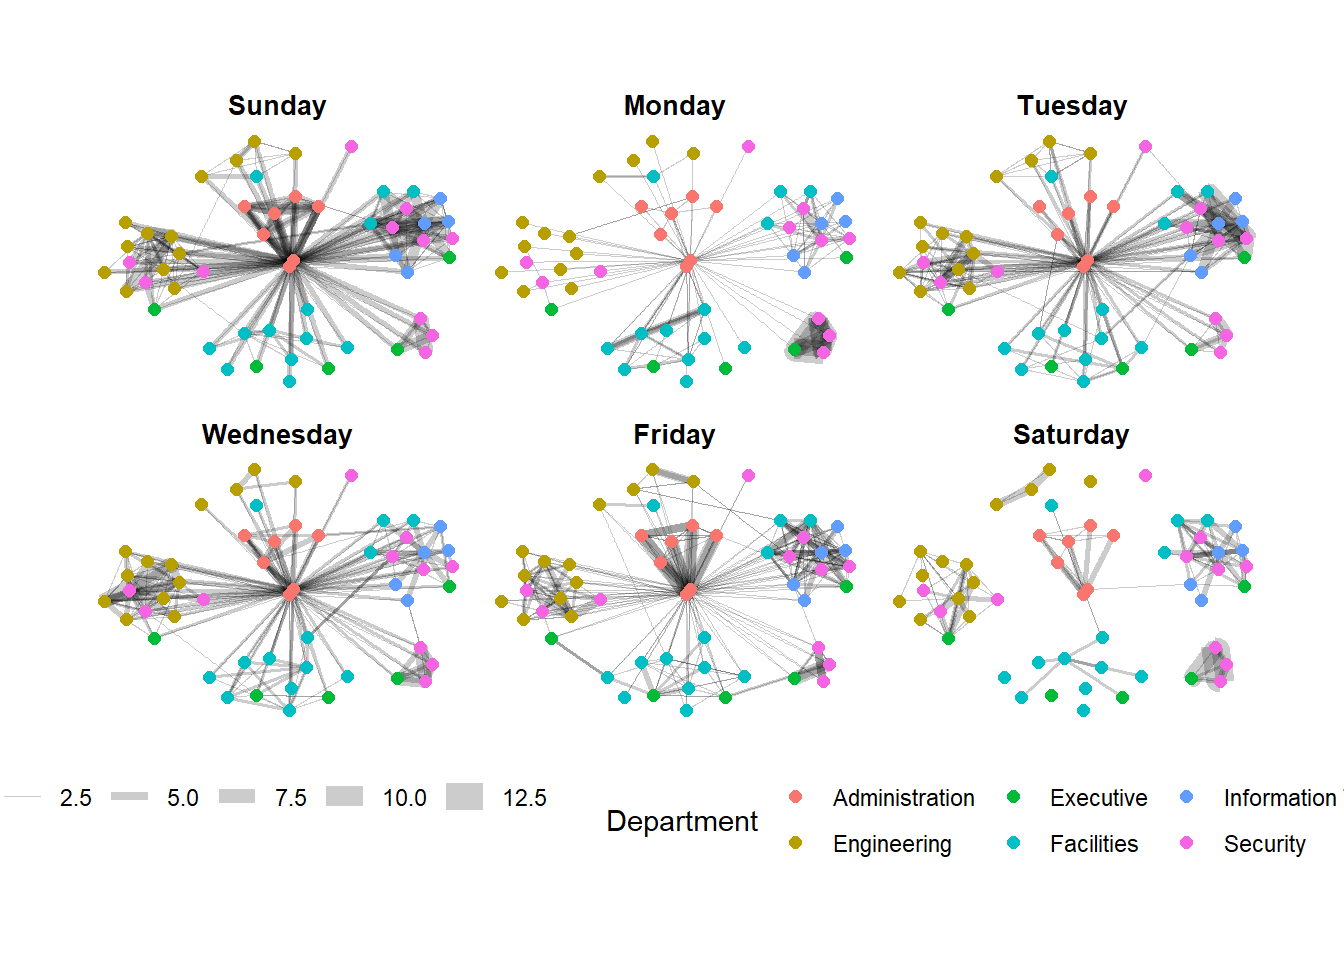 Sunday
Monday
Tuesday
Wednesday
Friday
Saturday
2.5 5.0 7.5 10.0 12.5
Department
Administration Executive Information
Engineering Facilities Security